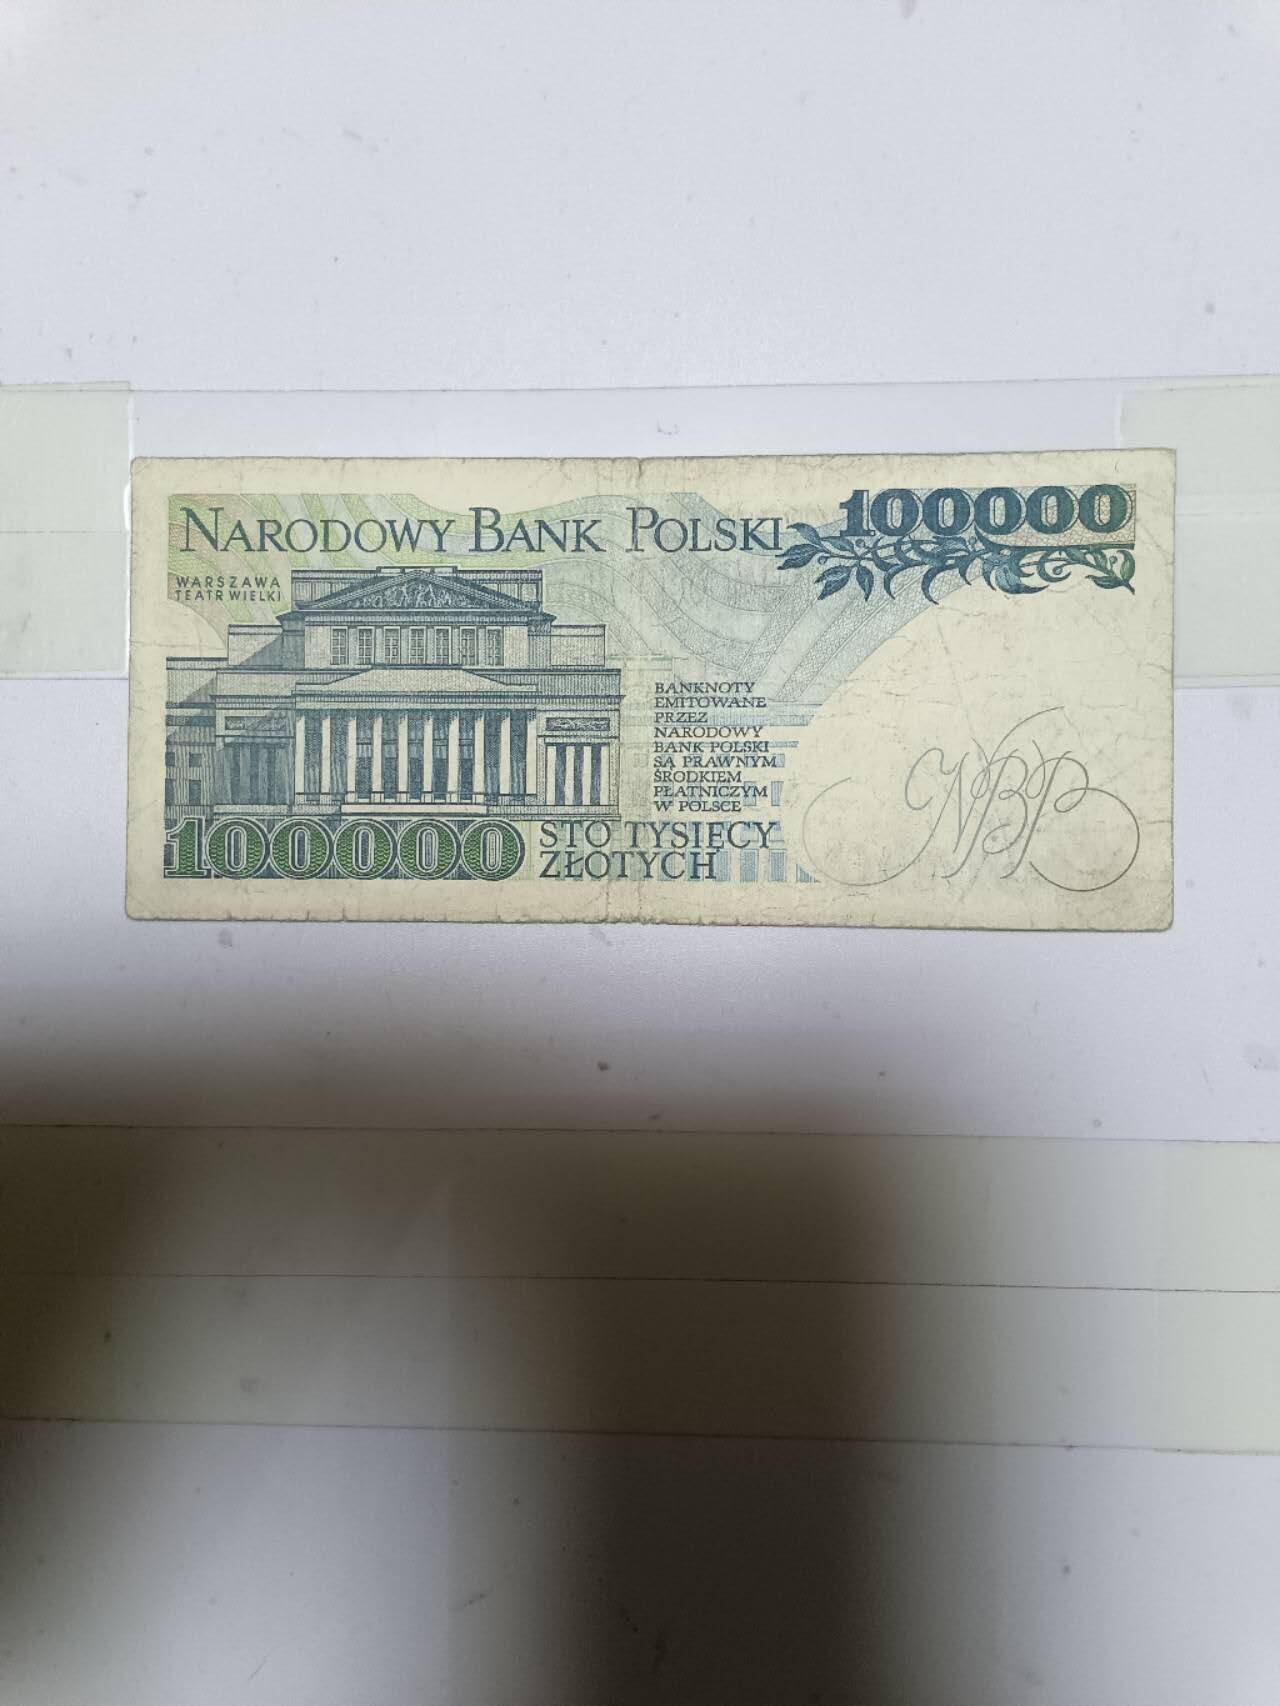 NARODOWY BANK POLSKI
100000
WARSZAWA
TEATR WIELKI
BANKNOTY
EMITOWANE
PRZEZ
NARODOWY
BANK POLSKI
SĄ PRAWNYM
ŚRODKIEM
PŁATNICZYM
W POLSCE
100000
STO TYSIĘCY
ZŁOTYCH
NBP